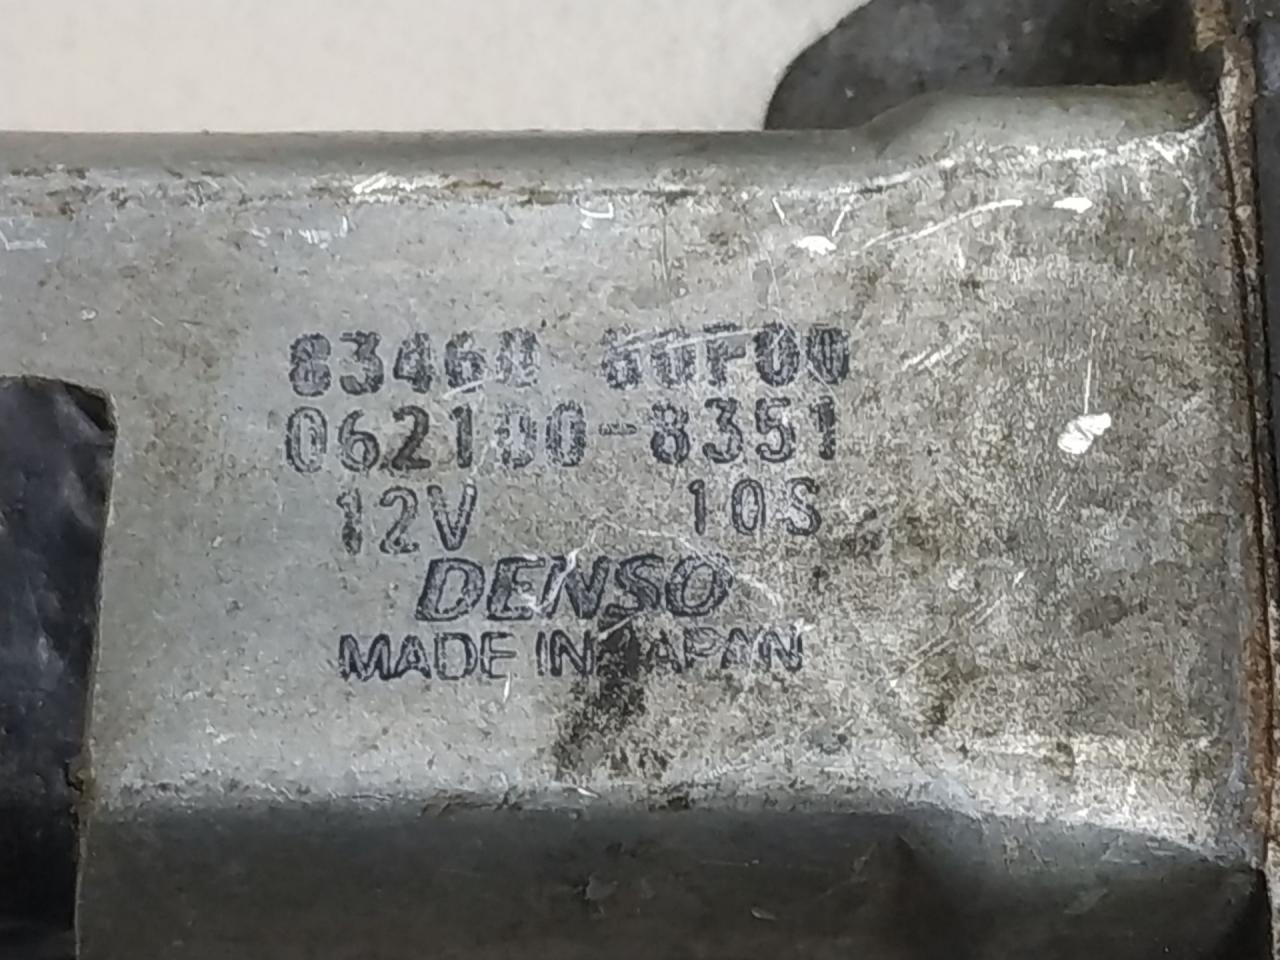 83460 60F00
062100-8351
12V 10S
DENSO
MADE IN JAPAN